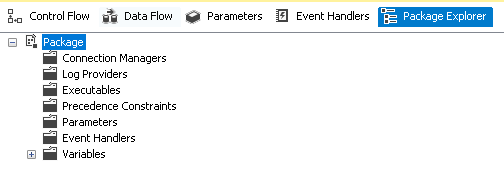 Control Flow Data Flow Parameters Event Handlers Package Explorer
Package
Connection Managers
Log Providers
Executables
Precedence Constraints
Parameters
Event Handlers
Variables